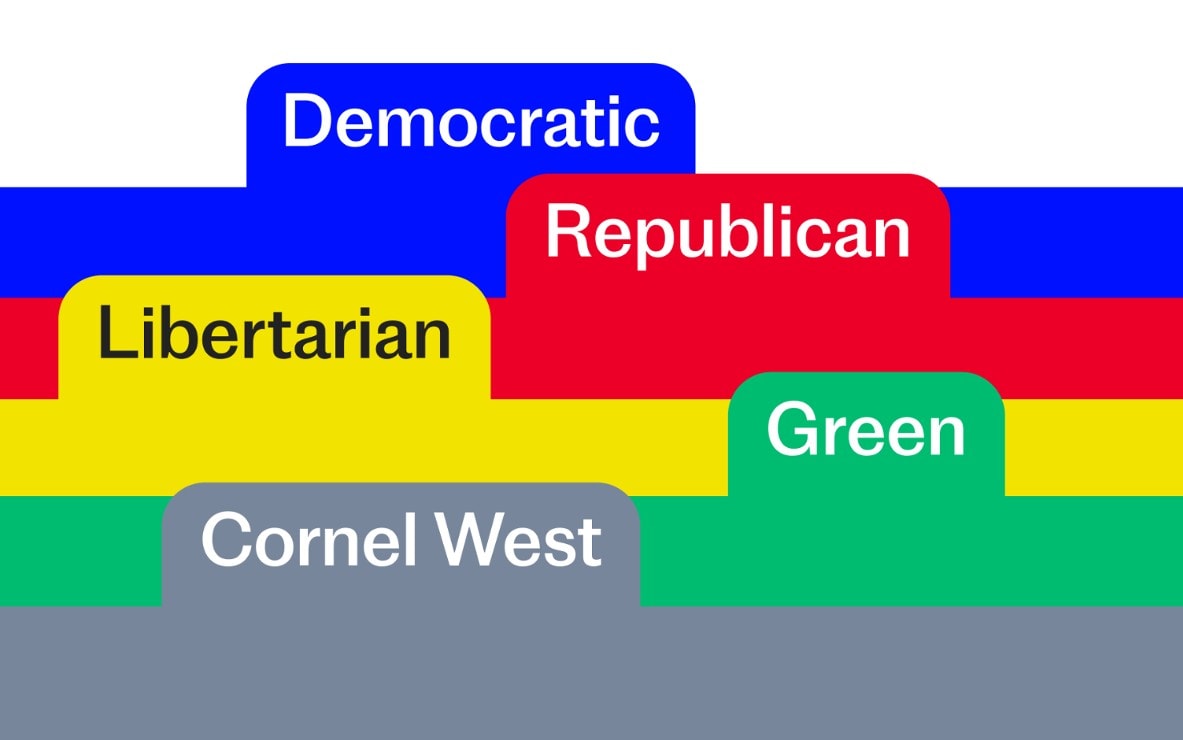 Democratic
Republican
Libertarian
Green
Cornel West